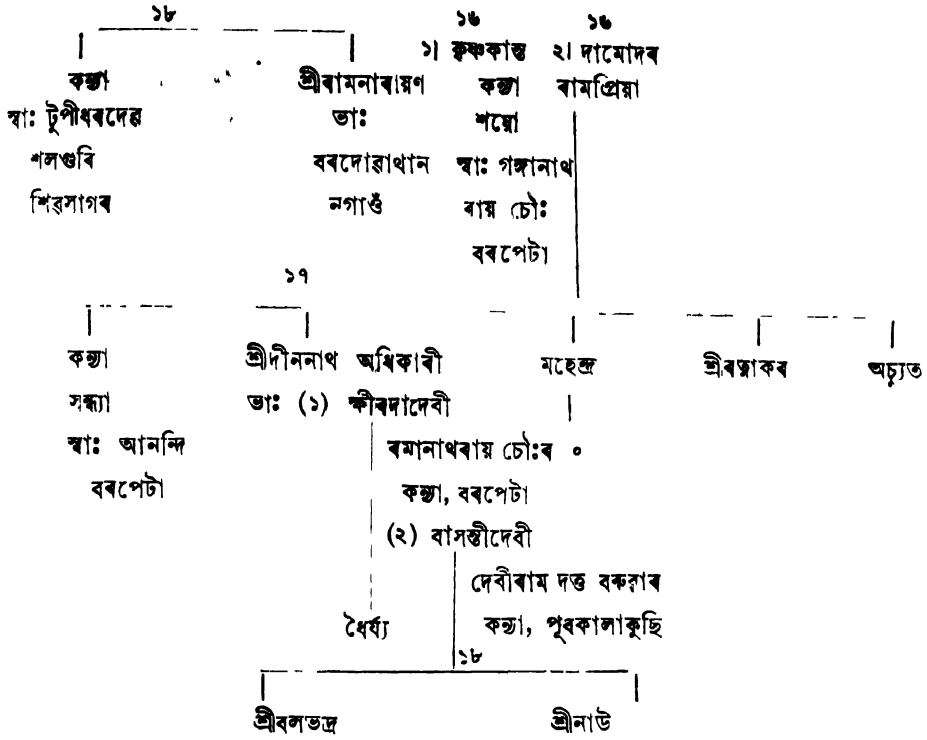 ১৮ ১৬ ১৬
১। কৃষ্ণকান্ত ২। দামোদৰ
কন্যা শ্ৰীৰামনাৰায়ণ কন্যা ৰামপ্ৰিয়া
স্বাঃ টুপীধৰদেৱ ভাঃ শয়ো
শলগুৰি বৰদোৱাথান স্বাঃ গঙ্গানাথ
শিৱসাগৰ নগাওঁ ৰায় চৌঃ
বৰপেটা
১৭
কন্যা শ্ৰীদীননাথ অধিকাৰী মহেন্দ্ৰ শ্ৰীৰত্নাকৰ অচ্যুত
সন্ধ্যা ভাঃ (১) ক্ষীৰদাদেবী
স্বাঃ আনন্দি ৰমানাথৰায় চৌঃৰ ০
বৰপেটা কন্যা, বৰপেটা
(২) বাসন্তীদেবী
দেবীৰাম দত্ত বৰুৱাৰ
ধৈৰ্য্য কন্যা, পূবকালাকুছি
১৮
শ্ৰীবলভদ্ৰ শ্ৰীনাউ